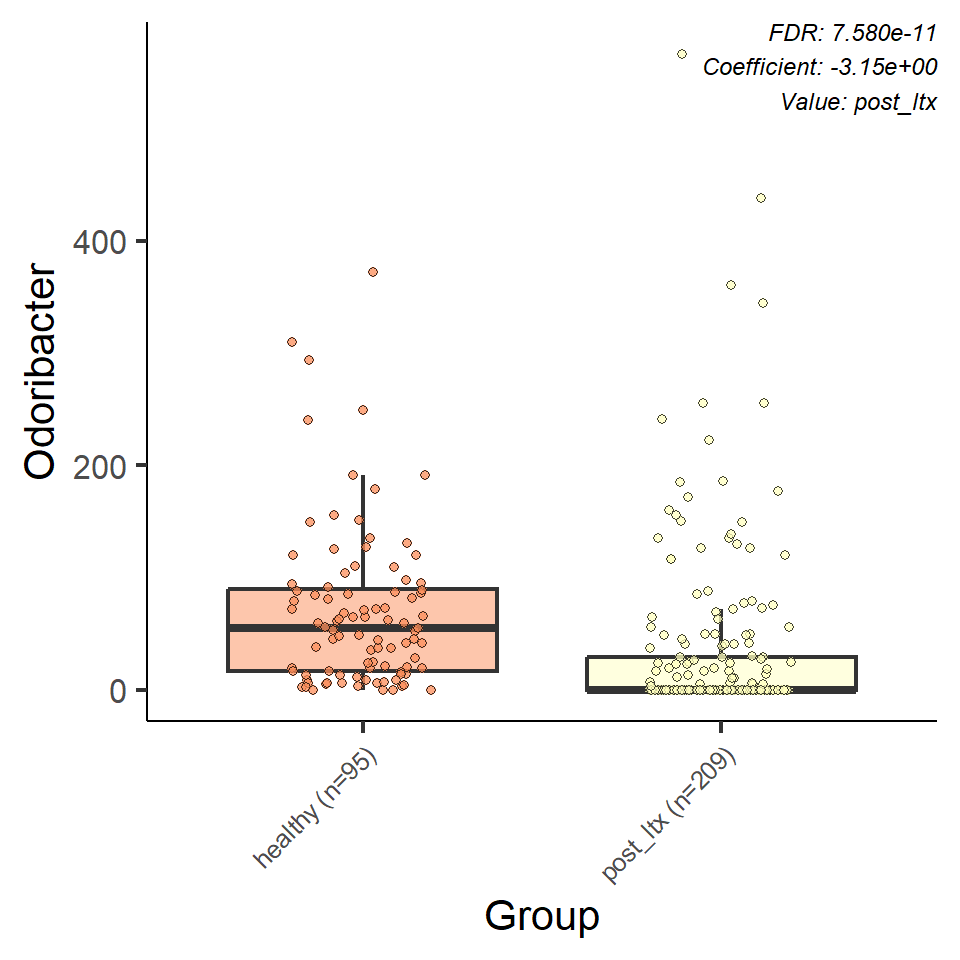 FDR: 7.580e-11
Coefficient: -3.15e+00
Value: post_ltx
Odoribacter
400
200
0
healthy (n=95)
post_ltx (n=209)
Group